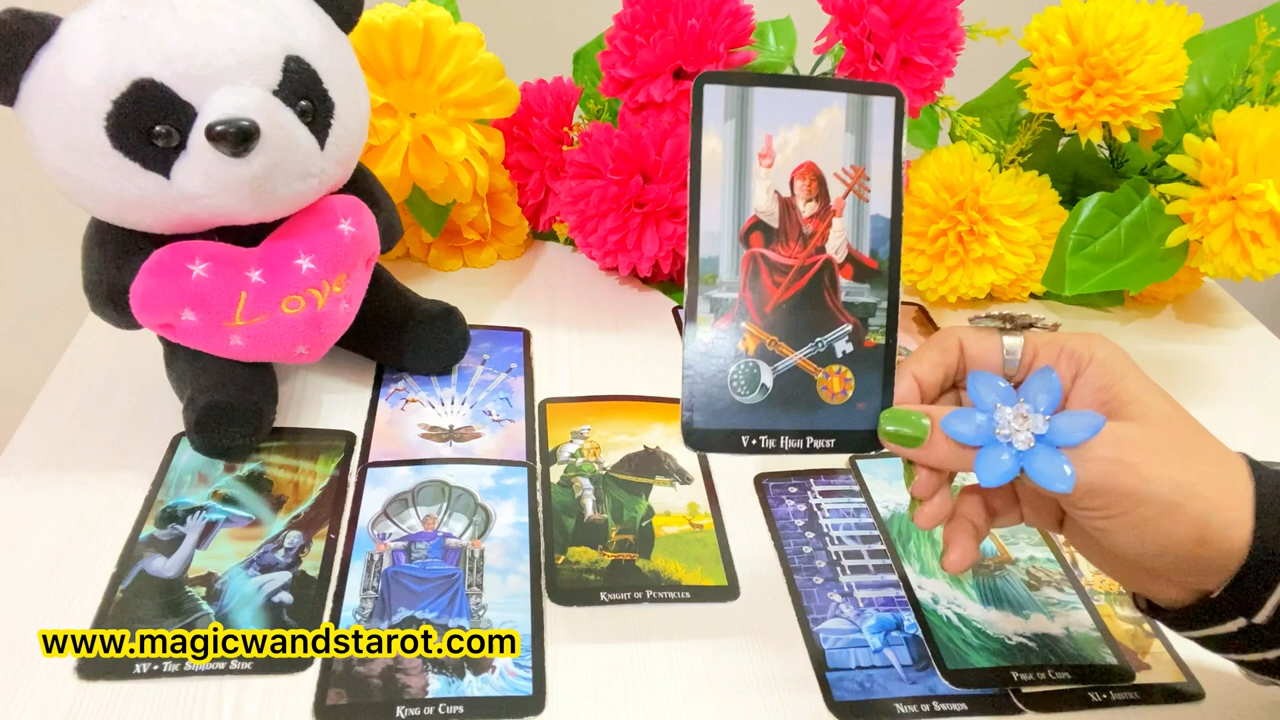 Love
V • The High Priest
Knight of Pentacles
www.magicwandstarot.com
XV • The Shadow Side
Page of Cups
XI • Justice
King of Cups
Nine of Swords